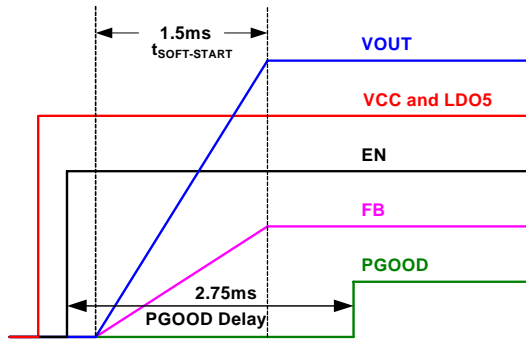 1.5ms
tSOFT-START
VOUT
VCC and LDO5
EN
FB
PGOOD
2.75ms
PGOOD Delay